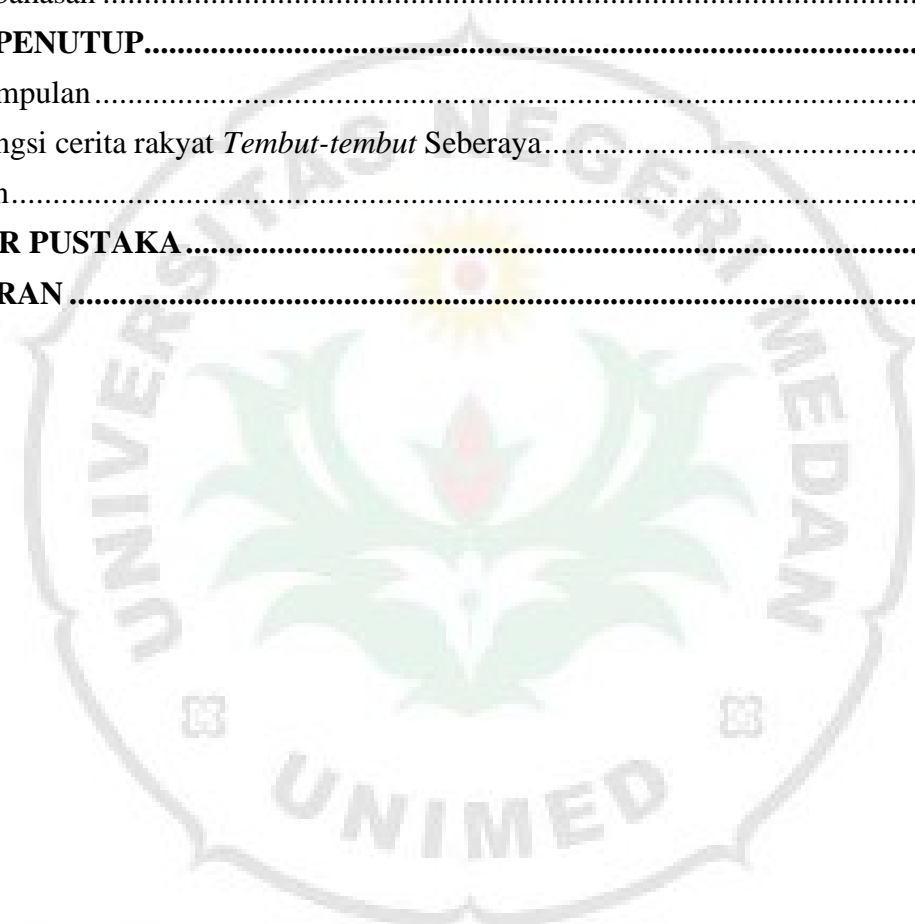 bahasan ........................................................................
PENUTUP........................................................................
mpulan........................................................................
ngsi cerita rakyat Tembut-tembut Seberaya........................................
n........................................................................
R PUSTAKA........................................................................
RAN........................................................................
UNIVERSITAS NEGERI MEDAN
UNIMED